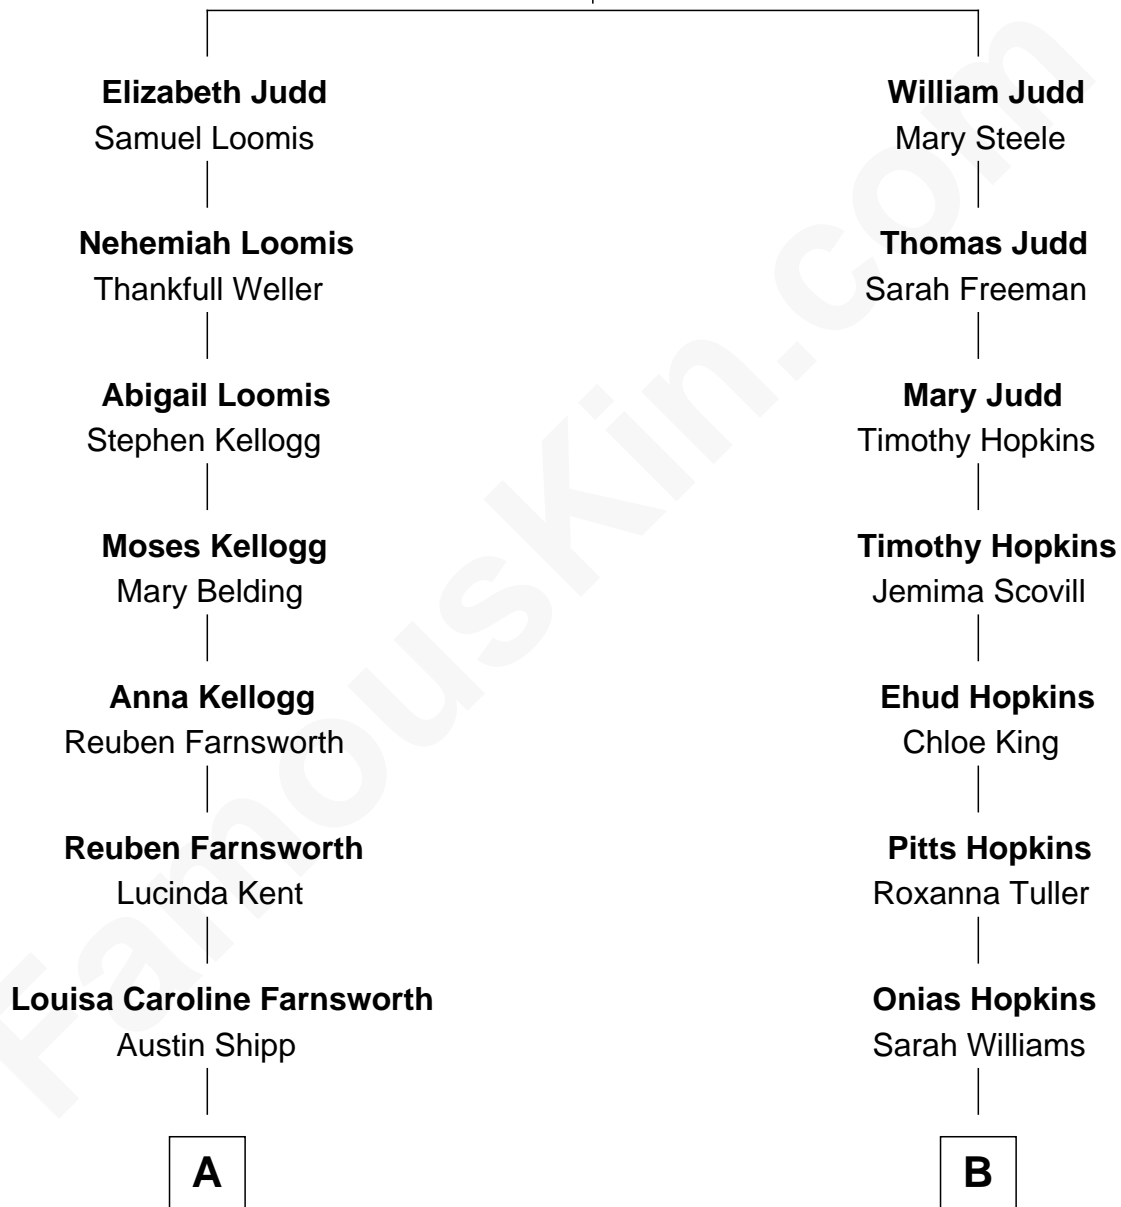 Elizabeth Judd
Samuel Loomis
William Judd
Mary Steele
Nehemiah Loomis
Thankfull Weller
Thomas Judd
Sarah Freeman
Abigail Loomis
Stephen Kellogg
Mary Judd
Timothy Hopkins
Moses Kellogg
Mary Belding
Timothy Hopkins
Jemima Scovill
Anna Kellogg
Reuben Farnsworth
Ehud Hopkins
Chloe King
Reuben Farnsworth
Lucinda Kent
Pitts Hopkins
Roxanna Tuller
Louisa Caroline Farnsworth
Austin Shipp
Onias Hopkins
Sarah Williams
A
B
FamousKin.com